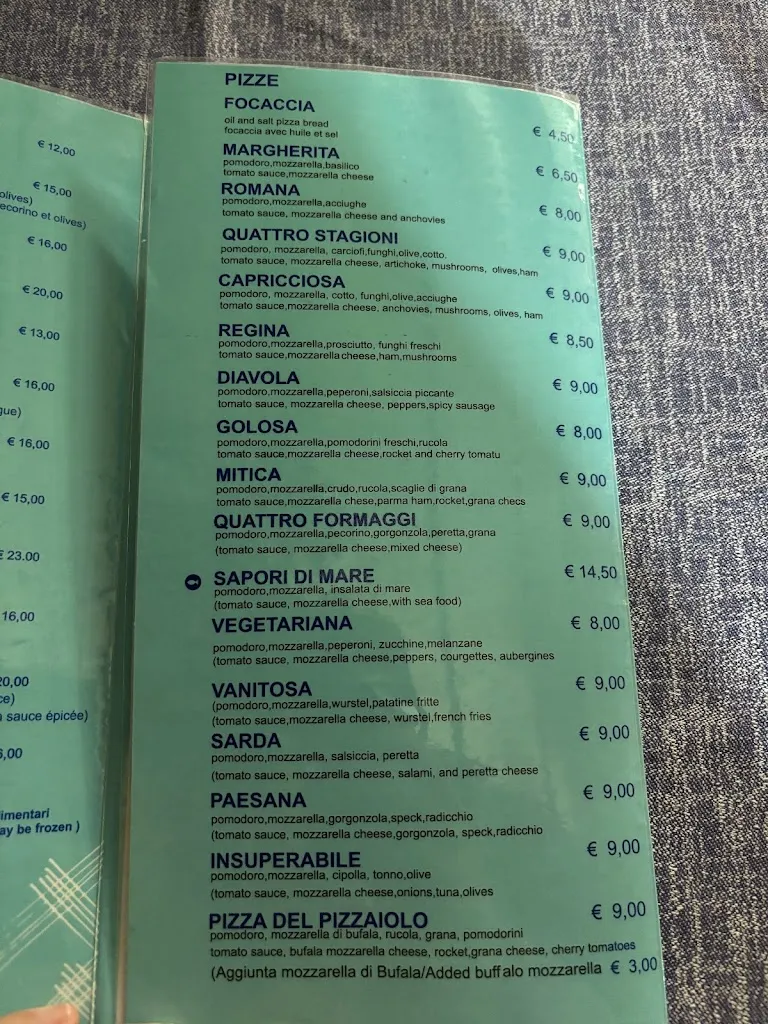 € 12,00
€ 15,00
olives)
ecorino et olives)
€ 16,00
€ 20,00
€ 13,00
€ 16,00
gue)
€ 16,00
€ 15,00
€ 23.00
16,00
20,00
ce)
sauce épicée)
6,00
limentari
ay be frozen )
PIZZE
FOCACCIA
oil and salt pizza bread
focaccia avec huile et sel
€ 4,50
MARGHERITA
pomodoro,mozzarella,basilico
tomato sauce,mozzarella cheese
€ 6,50
ROMANA
pomodoro,mozzarella,acciughe
tomato sauce, mozzarella cheese and anchovies
€ 8,00
QUATTRO STAGIONI
pomodoro, mozzarella, carciofi,funghi,olive,cotto.
tomato sauce, mozzarella cheese, artichoke, mushrooms, olives,ham
€ 9,00
CAPRICCIOSA
pomodoro, mozzarella, cotto, funghi,olive,acciughe
tomato sauce,mozzarella cheese, anchovies, mushrooms, olives, ham
€ 9,00
REGINA
pomodoro,mozzarella,prosciutto, funghi freschi
tomato sauce,mozzarella cheese,ham,mushrooms
€ 8,50
DIAVOLA
pomodoro,mozzarella,peperoni,salsiccia piccante
tomato sauce, mozzarella cheese, peppers,spicy sausage
€ 9,00
GOLOSA
pomodoro,mozzarella,pomodorini freschi,rucola
tomato sauce,mozzarella cheese,rocket and cherry tomatu
€ 8,00
MITICA
pomodoro,mozzarella,crudo,rucola,scaglie di grana
tomato sauce,mozzarella chese,parma ham,rocket,grana checs
€ 9,00
QUATTRO FORMAGGI
pomodoro,mozzarella,pecorino,gorgonzola,peretta,grana
(tomato sauce, mozzarella cheese,mixed cheese)
€ 9,00
SAPORI DI MARE
pomodoro,mozzarella, insalata di mare
(tomato sauce, mozzarella cheese,with sea food)
€ 14,50
VEGETARIANA
pomodoro,mozzarella,peperoni, zucchine,melanzane
(tomato sauce, mozzarella cheese,peppers, courgettes, aubergines
€ 8,00
VANITOSA
(pomodoro,mozzarella,wurstel,patatine fritte
(tomato sauce,mozzarella cheese, wurstel,french fries
€ 9,00
SARDA
pomodoro,mozzarella, salsiccia, peretta
(tomato sauce, mozzarella cheese, salami, and peretta cheese
€ 9,00
PAESANA
pomodoro,mozzarella,gorgonzola,speck,radicchio
(tomato sauce, mozzarella cheese,gorgonzola, speck,radicchio
€ 9,00
INSUPERABILE
pomodoro,mozzarella, cipolla, tonno,olive
(tomato sauce, mozzarella cheese,onions,tuna,olives
€ 9,00
PIZZA DEL PIZZAIOLO
pomodoro, mozzarella di bufala, rucola, grana, pomodorini
tomato sauce, bufala mozzarella cheese, rocket,grana cheese, cherry tomatoes
€ 9,00
(Aggiunta mozzarella di Bufala/Added buffalo mozzarella € 3,00